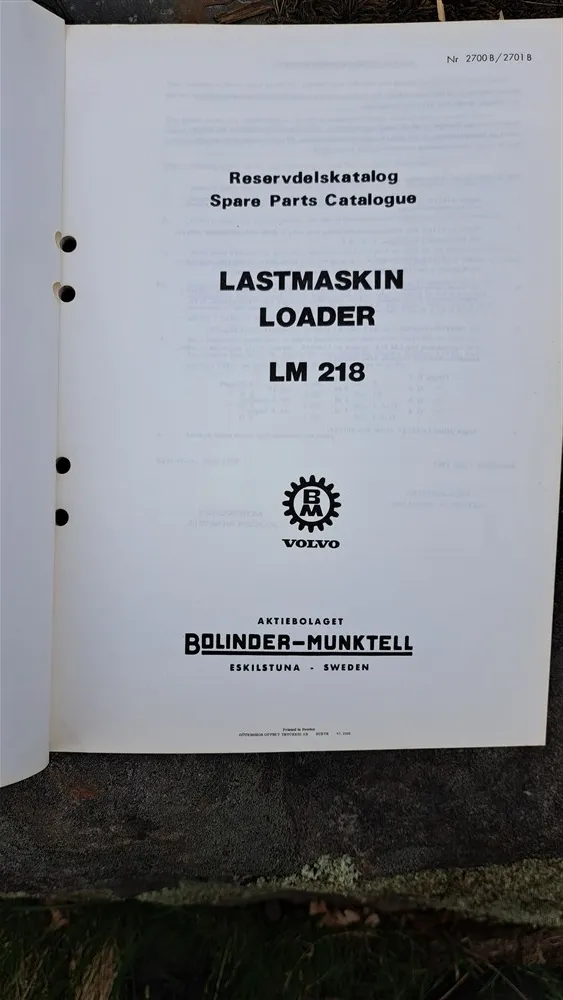 Nr 2700 B / 2701 B
Reservdelskatalog
Spare Parts Catalogue
LASTMASKIN
LOADER
LM 218
BM
VOLVO
AKTIEBOLAGET
BOLINDER-MUNKTELL
ESKILSTUNA - SWEDEN
Printed in Sweden